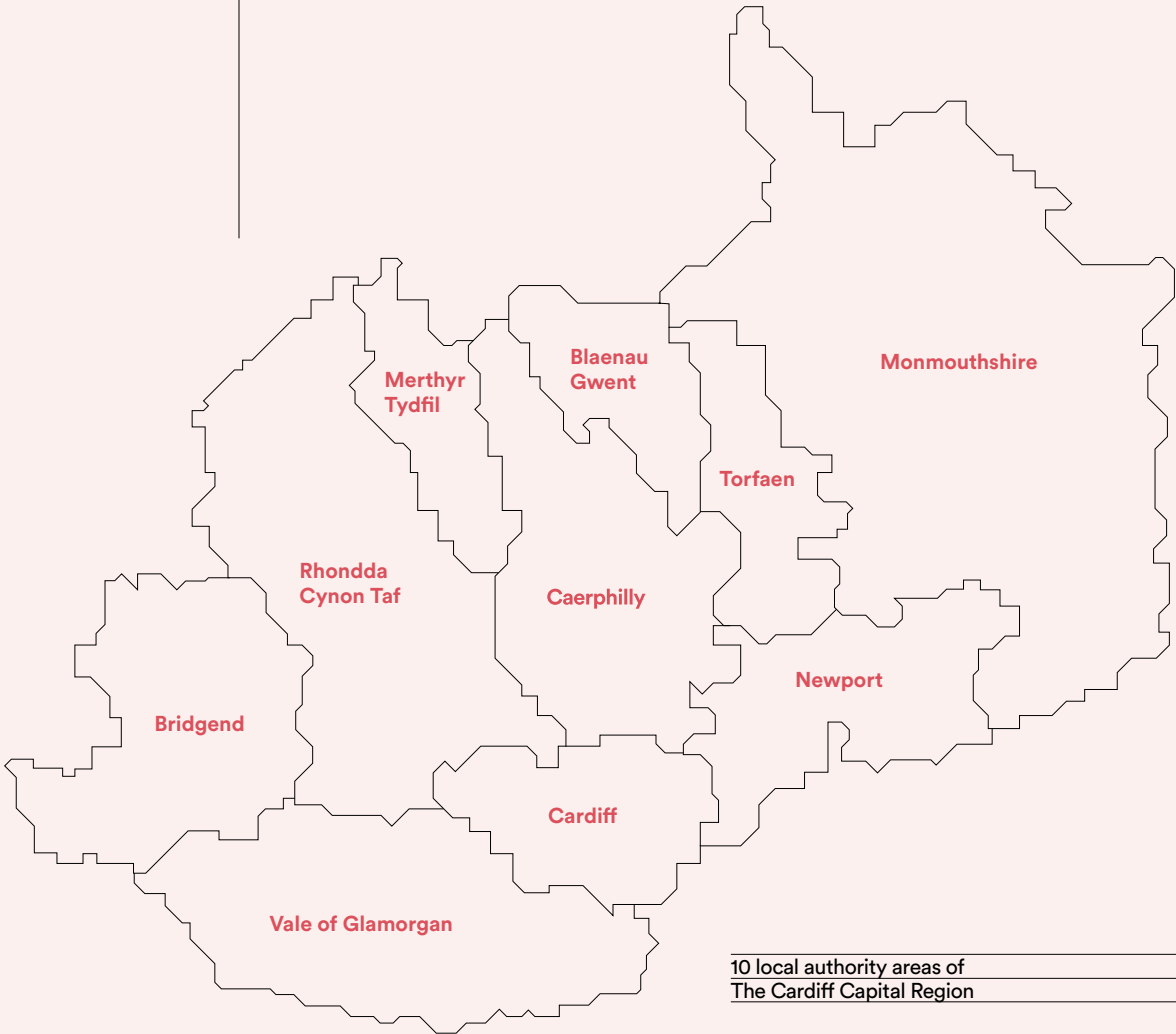 Monmouthshire
Blaenau
Gwent
Merthyr
Tydfil
Torfaen
Rhondda
Cynon Taf
Caerphilly
Newport
Bridgend
Cardiff
Vale of Glamorgan
10 local authority areas of
The Cardiff Capital Region